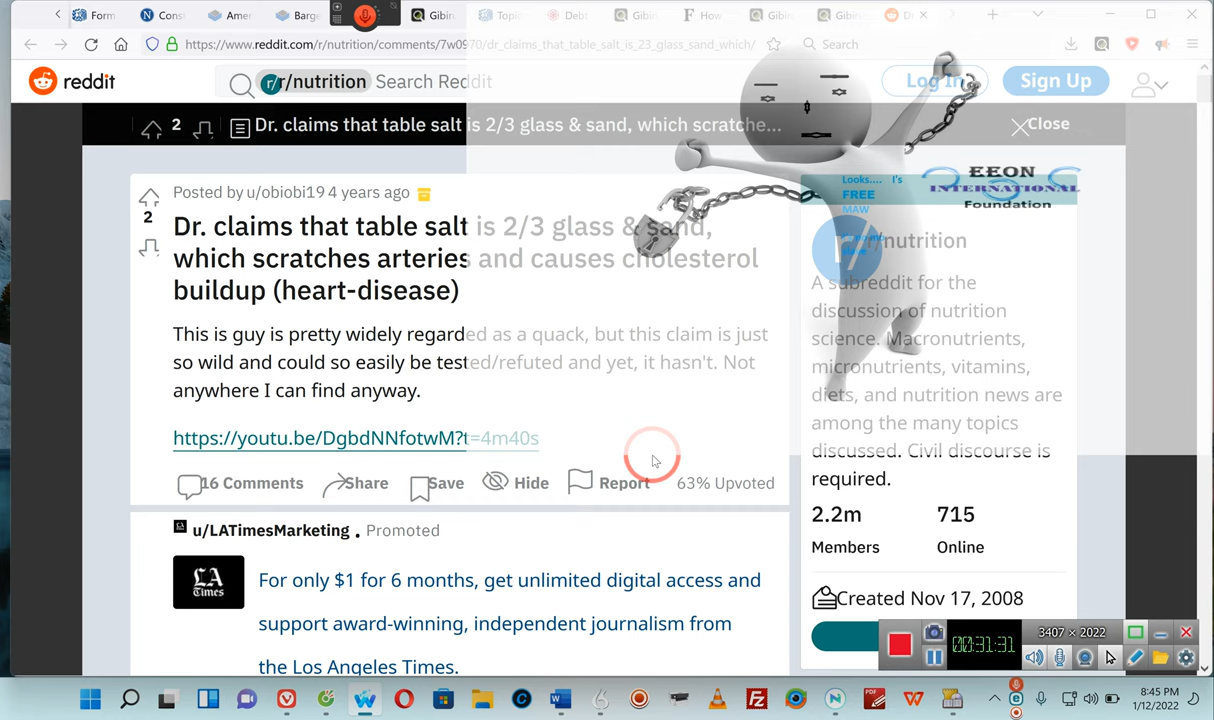 Form
Const
Amer
Barge
Gibin
Topi
Debt
Gibin
How
Gibin
Gibin
Dr
https://www.reddit.com/r/nutrition/comments/7w0970/dr_claims_that_table_salt_is_23_glass_sand_which/
Search
reddit
r/nutrition Search Reddit
Log In
Sign Up
2
Dr. claims that table salt is 2/3 glass & sand, which scratche...
Close
Posted by u/obiobi19 4 years ago
2
Dr. claims that table salt is 2/3 glass & sand,
which scratches arteries and causes cholesterol
buildup (heart-disease)
This is guy is pretty widely regarded as a quack, but this claim is just
so wild and could so easily be tested/refuted and yet, it hasn't. Not
anywhere I can find anyway.
https://youtu.be/DgbdNNfotwM?t=4m40s
16 Comments
Share
Save
Hide
Report
63% Upvoted
u/LATimesMarketing . Promoted
LA
Times
For only $1 for 6 months, get unlimited digital access and
support award-winning, independent journalism from
the Los Angeles Times.
Looks.... I's
FREE
MAW
EEON
INTERNATIONAL
Foundation
r/nutrition
A subreddit for the
discussion of nutrition
science. Macronutrients,
micronutrients, vitamins,
diets, and nutrition news are
among the many topics
discussed. Civil discourse is
required.
2.2m
715
Members
Online
Created Nov 17, 2008
00:31:31
3407 × 2022
8:45 PM
1/12/2022